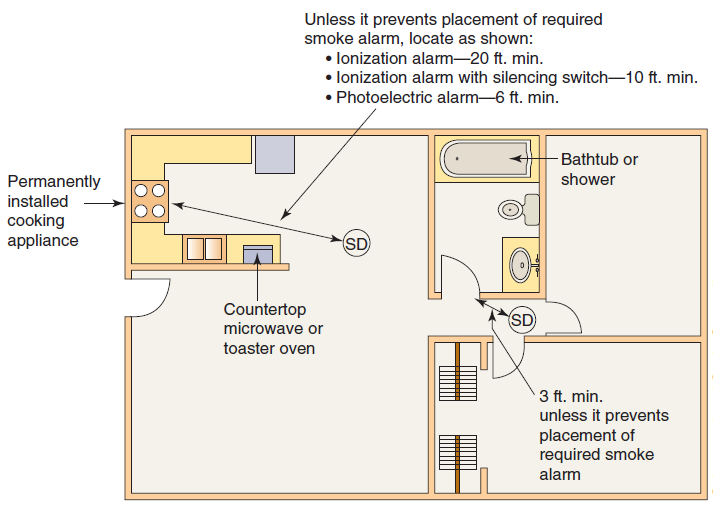 Unless it prevents placement of required
smoke alarm, locate as shown:
• Ionization alarm—20 ft. min.
• Ionization alarm with silencing switch—10 ft. min.
• Photoelectric alarm—6 ft. min.
Bathtub or
shower
Permanently
installed
cooking
appliance
SD
Countertop
microwave or
toaster oven
SD
3 ft. min.
unless it prevents
placement of
required smoke
alarm